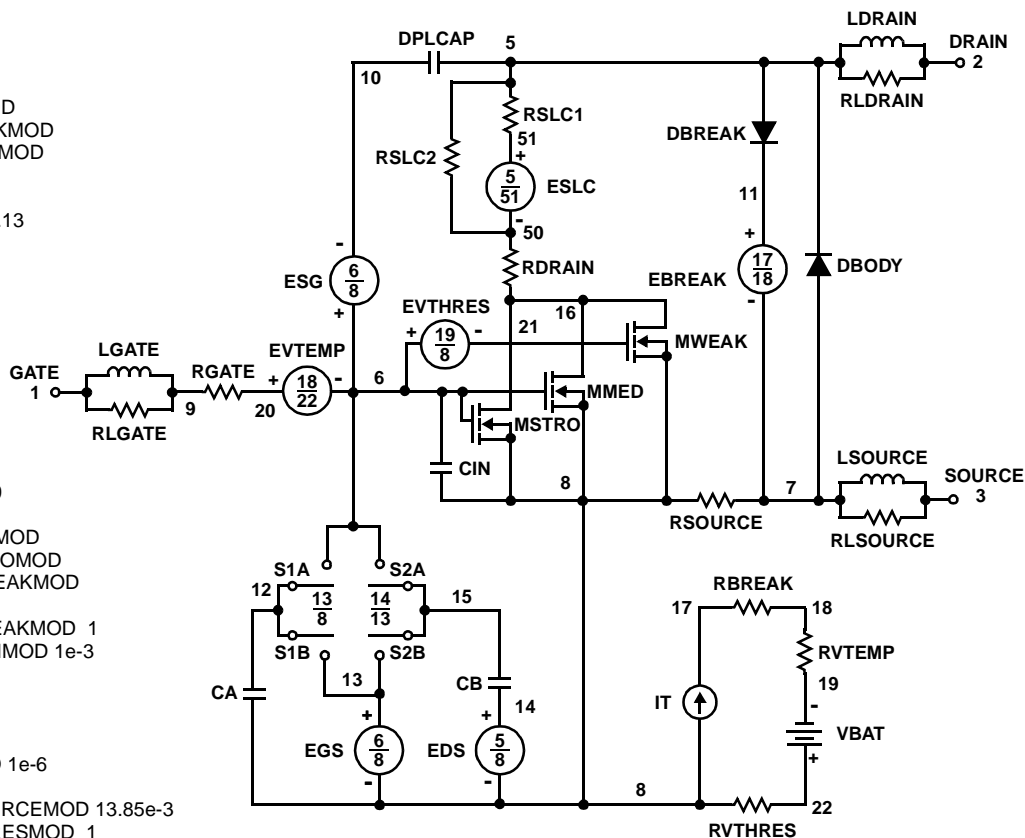 DPLCAP
5
LDRAIN
DRAIN
2
10
RLDRAIN
D
KMOD
MOD
RSLC1
51
+
RSLC2
5
51
ESLC
-
50
DBREAK
11
13
+
17
18
EBREAK
-
DBODY
RDRAIN
-
ESG
6
8
+
EVTHRES
+
19
8
-
21
16
MWEAK
LGATE
GATE
1
RLGATE
9
RGATE
20
EVTEMP
+
18
22
-
6
MMED
MSTRO
CIN
8
LSOURCE
SOURCE
3
7
RSOURCE
RLSOURCE
)
MOD
OMOD
EAKMOD
EAKMOD 1
MOD 1e-3
S1A
S2A
12
13
8
14
13
15
S1B
S2B
13
CA
CB
14
+
EGS
6
8
-
+
EDS
5
8
-
8
RBREAK
17
18
RVTEMP
19
-
IT
VBAT
+
22
RVTHRES
1e-6
RCEMOD 13.85e-3
ESMOD 1